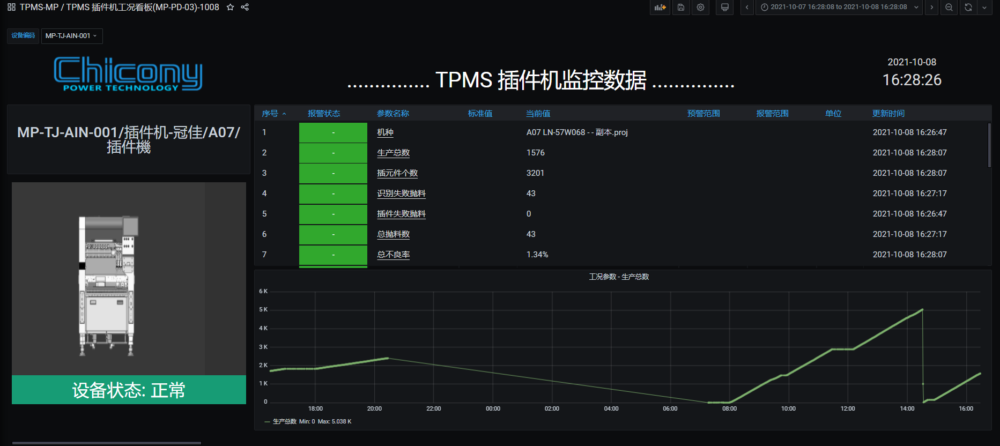 TPMS-MP / TPMS 插件机工况看板(MP-PD-03)-1008
2021-10-07 16:28:08 to 2021-10-08 16:28:08
设备编码 MP-TJ-AIN-001
Chicony
POWER TECHNOLOGY
............... TPMS 插件机监控数据 ...............
2021-10-08
16:28:26
MP-TJ-AIN-001/插件机-冠佳/A07/
插件機
设备状态: 正常
序号 报警状态 参数名称 标准值 当前值 预警范围 报警范围 单位 更新时间
1 - 机种 A07 LN-57W068 - - 副本.proj 2021-10-08 16:26:47
2 - 生产总数 1576 2021-10-08 16:28:07
3 - 插元件个数 3201 2021-10-08 16:28:07
4 - 识别失败抛料 43 2021-10-08 16:27:17
5 - 插件失败抛料 0 2021-10-08 16:26:47
6 - 总抛料数 43 2021-10-08 16:27:17
7 - 总不良率 1.34% 2021-10-08 16:28:07
工况参数 - 生产总数
6 K
5 K
4 K
3 K
2 K
1 K
0
18:00 20:00 22:00 00:00 02:00 04:00 06:00 08:00 10:00 12:00 14:00 16:00
生产总数 Min: 0 Max: 5.038 K